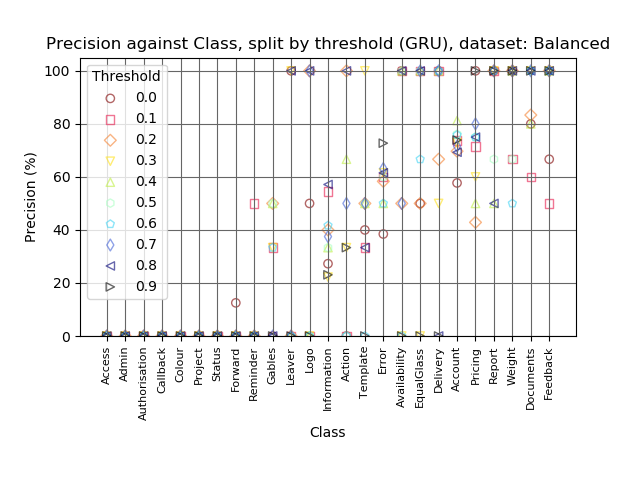 Precision against Class, split by threshold (GRU), dataset: Balanced
Threshold
0.0
0.1
0.2
0.3
0.4
0.5
0.6
0.7
0.8
0.9
Precision (%)
100
80
60
40
20
0
Access
Admin
Authorisation
Callback
Colour
Project
Status
Forward
Reminder
Gables
Leaver
Logo
Information
Action
Template
Error
Availability
EqualGlass
Delivery
Account
Pricing
Report
Weight
Documents
Feedback
Class